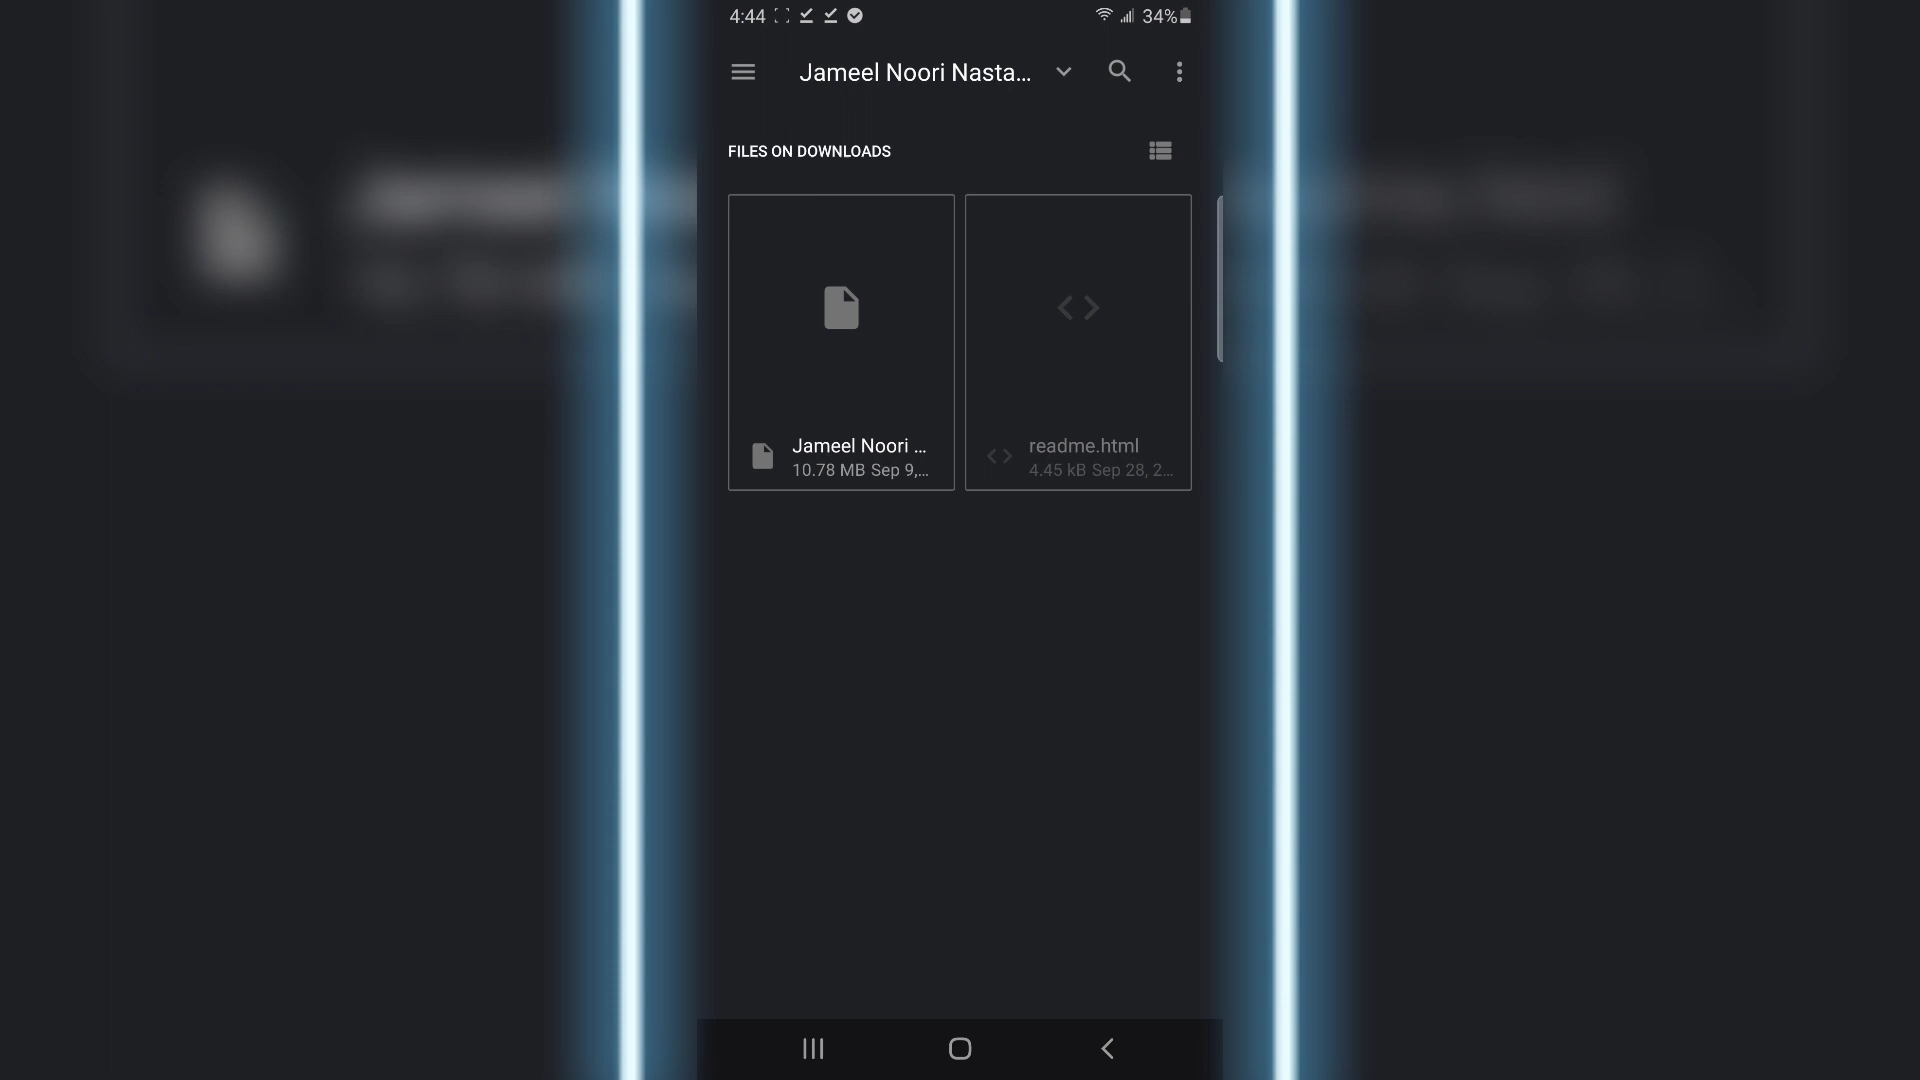 4:44
34%
Jameel Noori Nasta...
FILES ON DOWNLOADS
Jameel Noori ...
10.78 MB Sep 9,...
readme.html
4.45 kB Sep 28, 2...